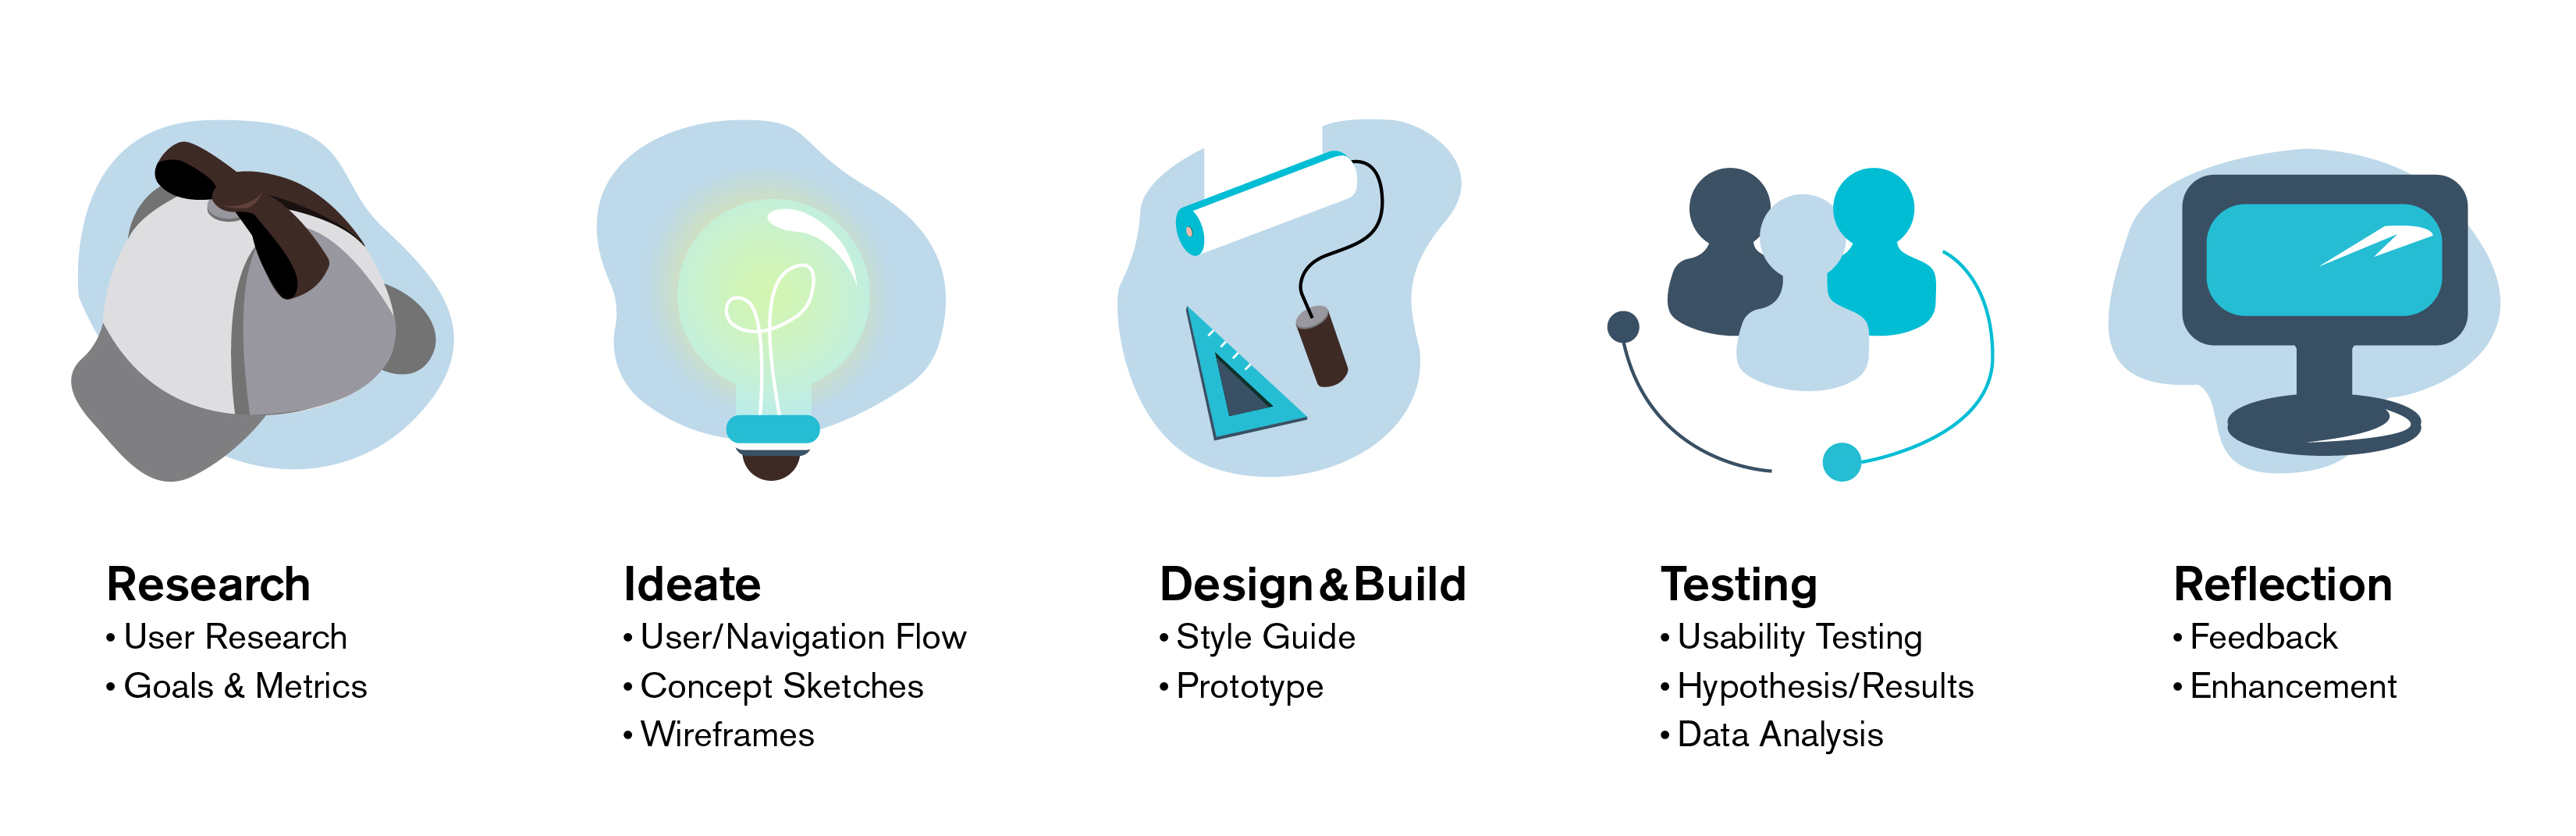 Research
• User Research
• Goals & Metrics
Ideate
• User/Navigation Flow
• Concept Sketches
• Wireframes
Design & Build
• Style Guide
• Prototype
Testing
• Usability Testing
• Hypothesis/Results
• Data Analysis
Reflection
• Feedback
• Enhancement